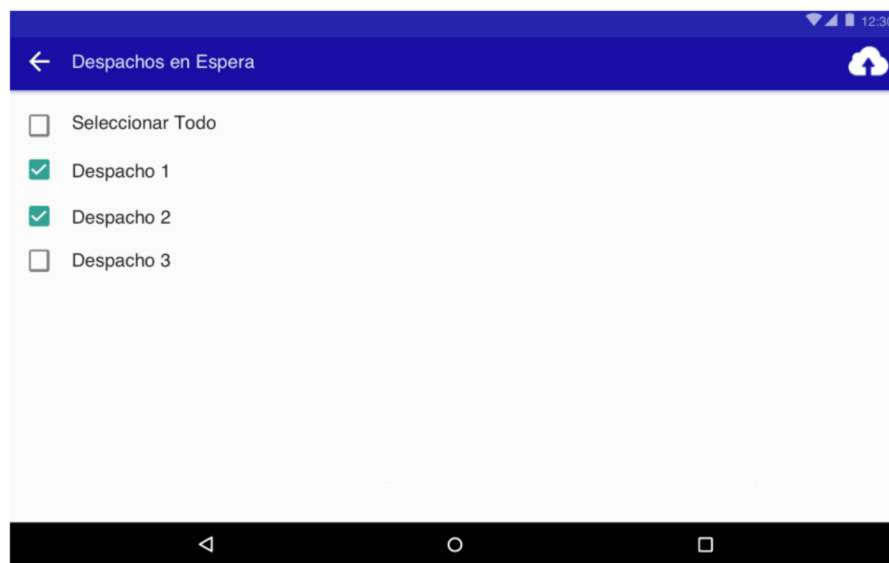 12:30
Despachos en Espera
Seleccionar Todo
Despacho 1
Despacho 2
Despacho 3